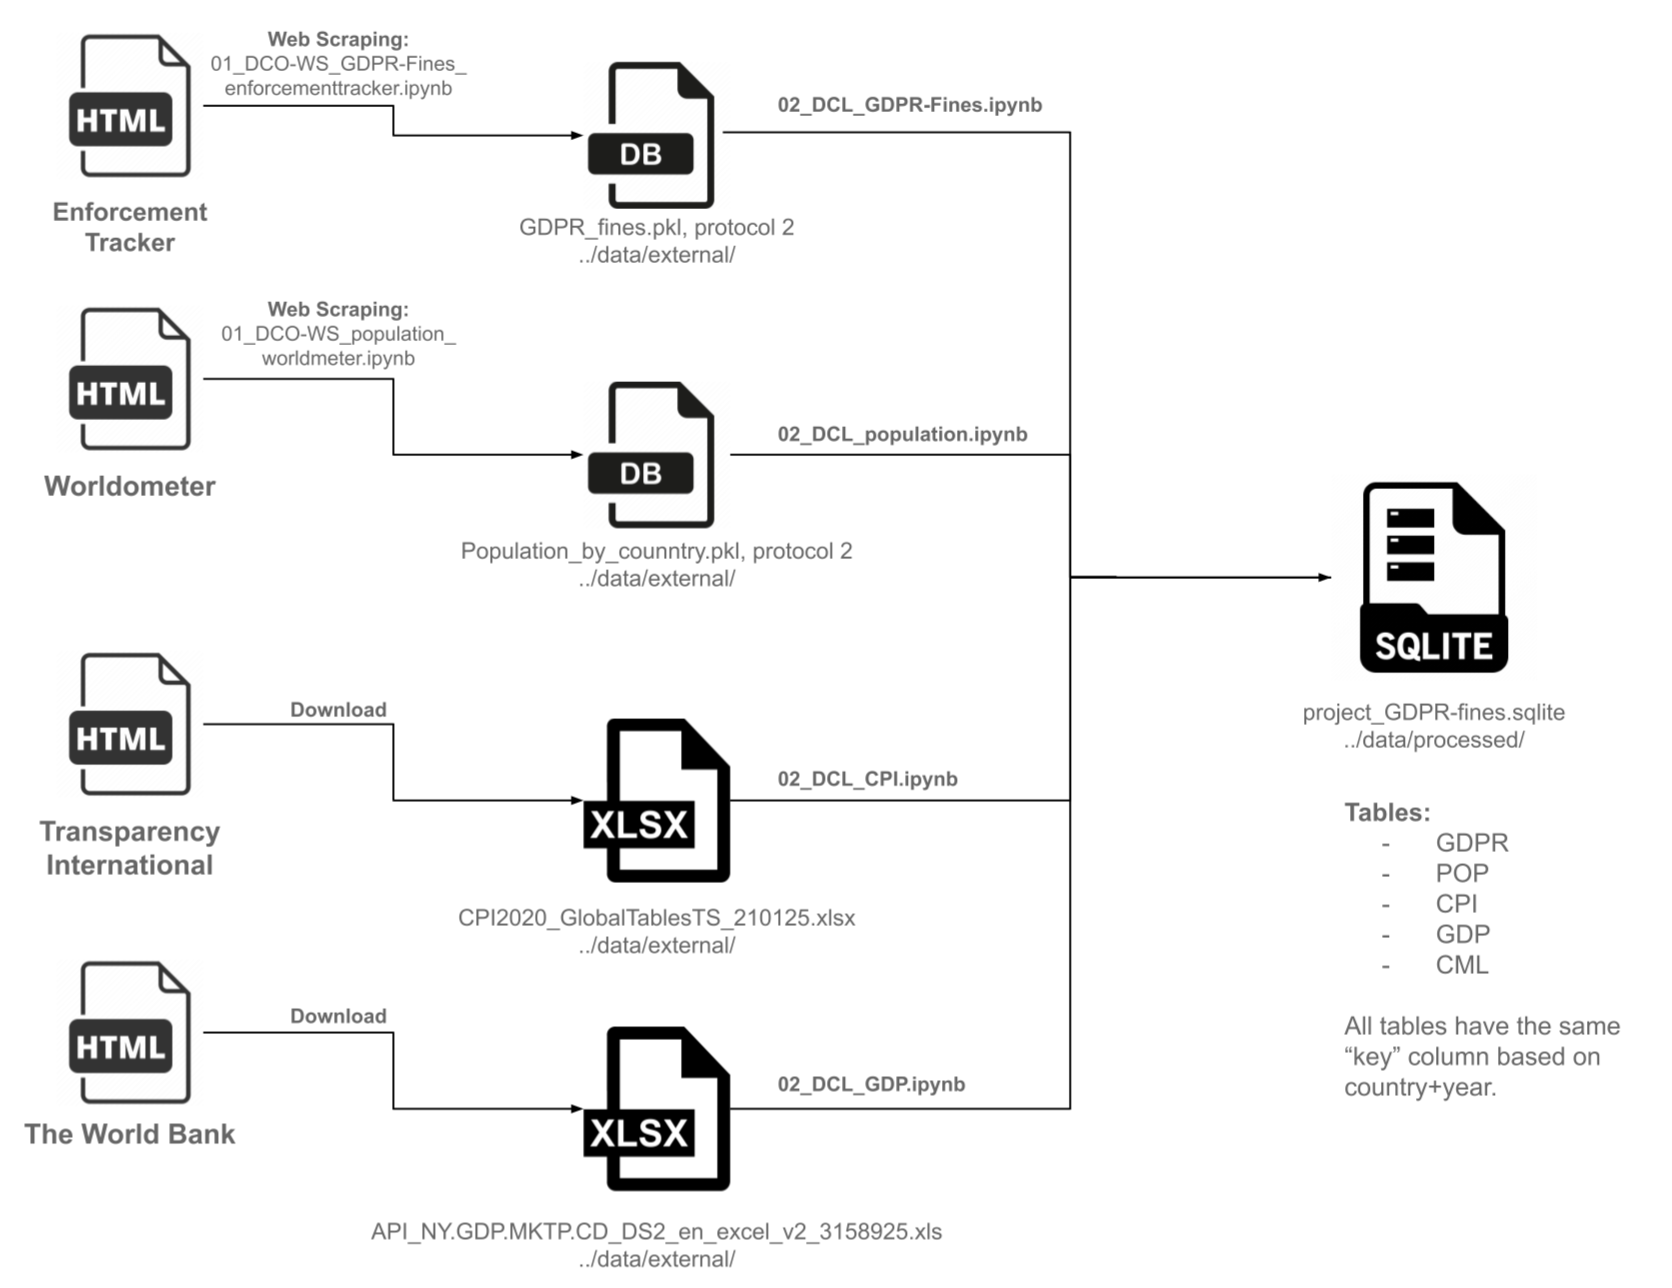 Web Scraping:
01_DCO-WS_GDPR-Fines_
enforcementtracker.ipynb
HTML
Enforcement
Tracker
DB
GDPR_fines.pkl, protocol 2
../data/external/
02_DCL_GDPR-Fines.ipynb
Web Scraping:
01_DCO-WS_population_
worldmeter.ipynb
HTML
Worldometer
DB
Population_by_counntry.pkl, protocol 2
../data/external/
02_DCL_population.ipynb
HTML
Transparency
International
Download
XLSX
CPI2020_GlobalTablesTS_210125.xlsx
../data/external/
02_DCL_CPI.ipynb
HTML
The World Bank
Download
XLSX
API_NY.GDP.MKTP.CD_DS2_en_excel_v2_3158925.xls
../data/external/
02_DCL_GDP.ipynb
SQLITE
project_GDPR-fines.sqlite
../data/processed/
Tables:
- GDPR
- POP
- CPI
- GDP
- CML
All tables have the same
“key” column based on
country+year.